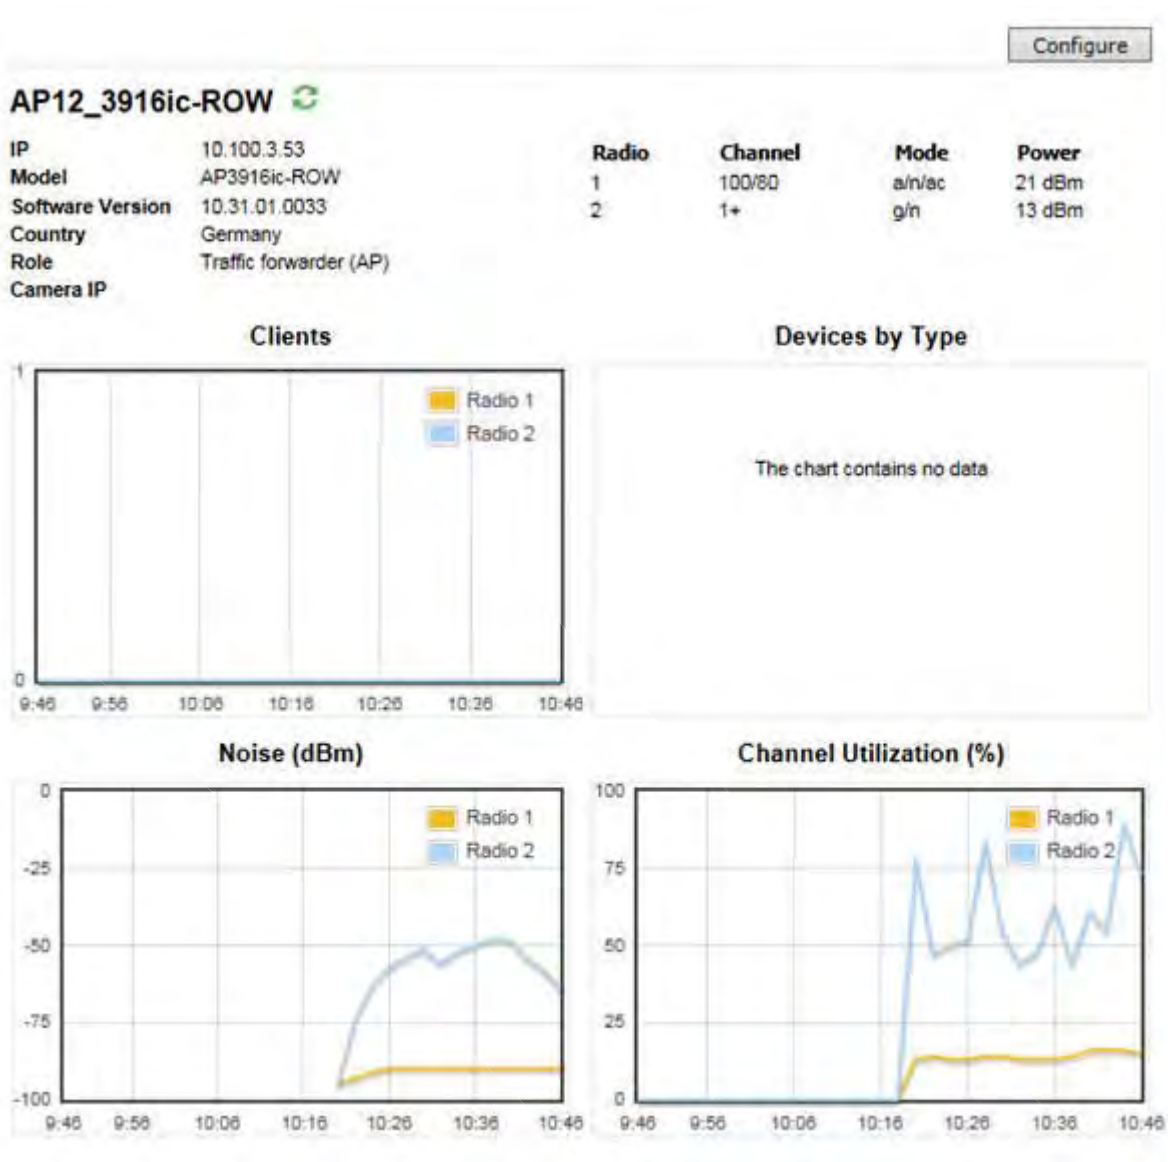 Configure
AP12_3916ic-ROW
IP 10.100.3.53
Model AP3916ic-ROW
Software Version 10.31.01.0033
Country Germany
Role Traffic forwarder (AP)
Camera IP
Radio Channel Mode Power
1 100/80 a/n/ac 21 dBm
2 1+ g/n 13 dBm
Clients
1
0
Radio 1
Radio 2
9:46 9:56 10:06 10:16 10:26 10:36 10:46
Devices by Type
The chart contains no data
Noise (dBm)
0
-25
-50
-75
-100
Radio 1
Radio 2
9:46 9:56 10:06 10:16 10:26 10:36 10:46
Channel Utilization (%)
100
75
50
25
0
Radio 1
Radio 2
9:46 9:56 10:06 10:16 10:26 10:36 10:46